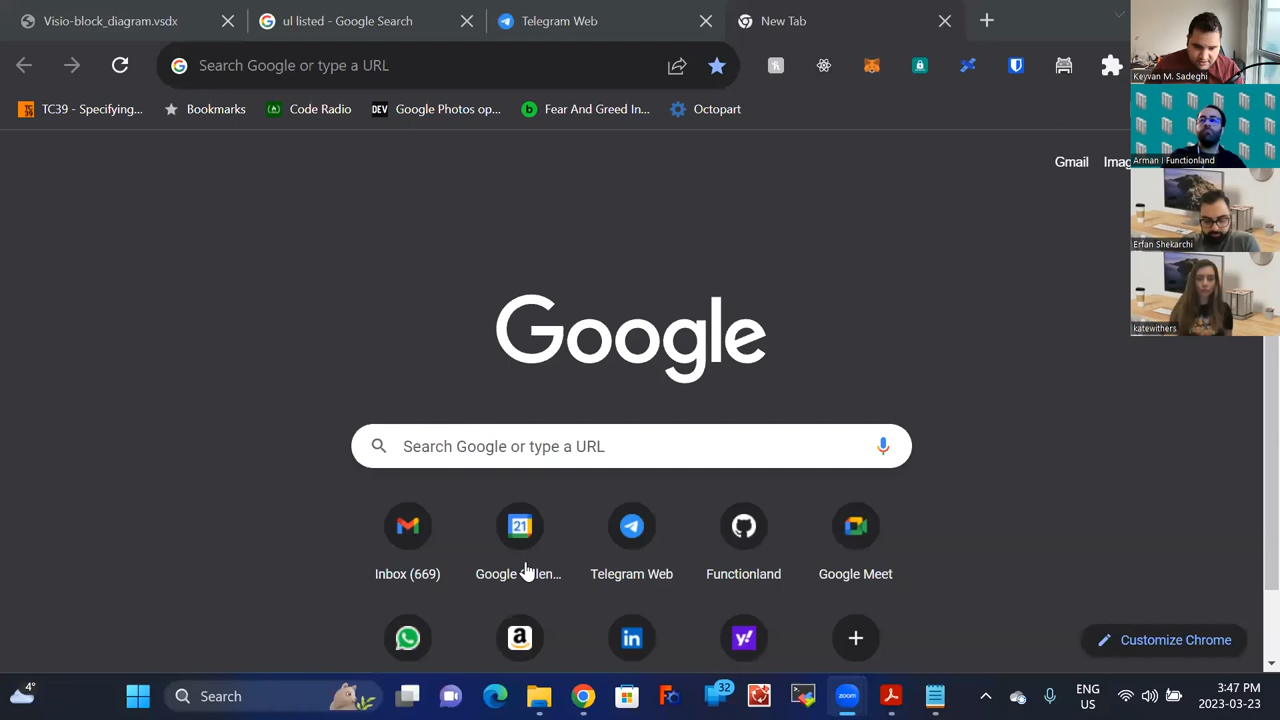 Visio-block_diagram.vsdx
ul listed - Google Search
Telegram Web
New Tab
Search Google or type a URL
TC39 - Specifying...
Bookmarks
Code Radio
DEV
Google Photos op...
Fear And Greed In...
Octopart
Gmail
Imag
Keyvan M. Sadeghi
Arman | Functionland
Erfan Shekarchi
katewithers
Google
Search Google or type a URL
21
Inbox (669)
Telegram Web
Functionland
Google Meet
Customize Chrome
4°
Search
32
zoom
ENG
US
3:47 PM
2023-03-23